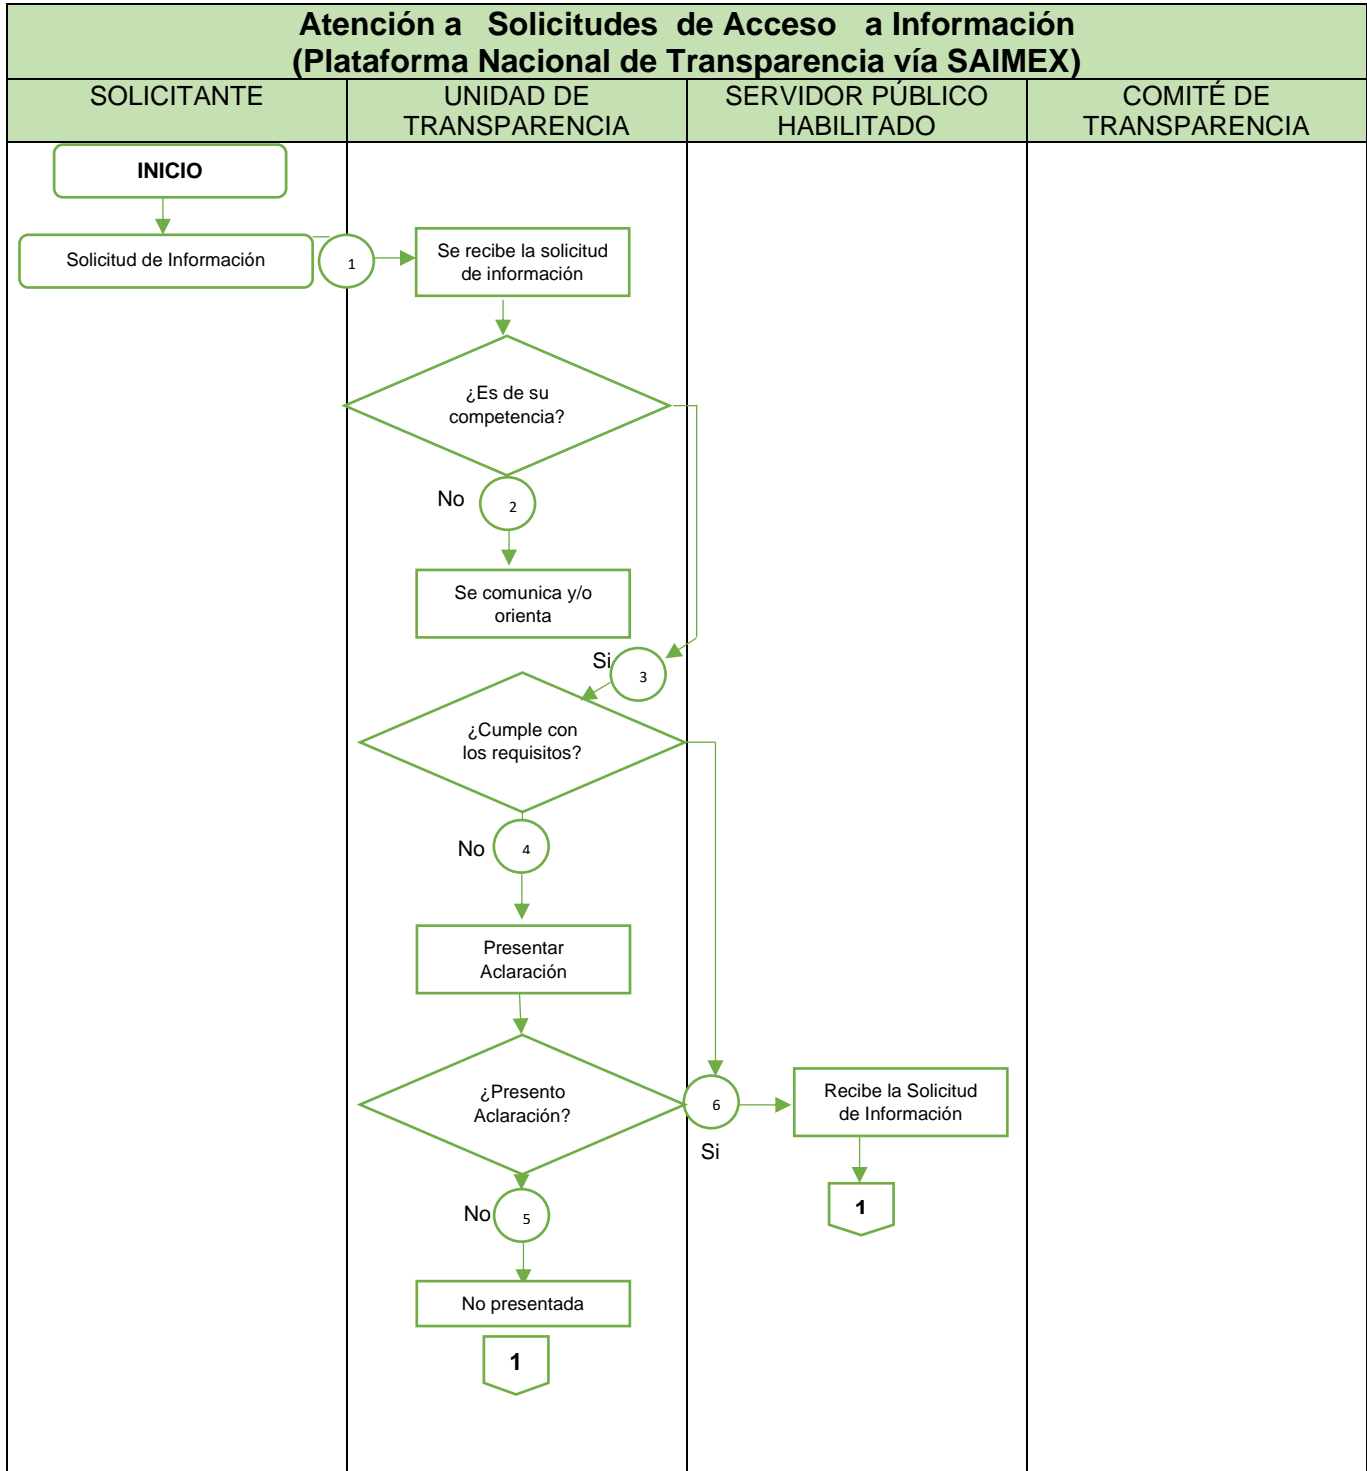 Atención a Solicitudes de Acceso a Información
(Plataforma Nacional de Transparencia vía SAIMEX)
SOLICITANTE
UNIDAD DE
TRANSPARENCIA
SERVIDOR PÚBLICO
HABILITADO
COMITÉ DE
TRANSPARENCIA
INICIO
Solicitud de Información
1
Se recibe la solicitud
de información
¿Es de su
competencia?
No
2
Se comunica y/o
orienta
Si
3
¿Cumple con
los requisitos?
No
4
Presentar
Aclaración
¿Presento
Aclaración?
6
Si
Recibe la Solicitud
de Información
1
No
5
No presentada
1